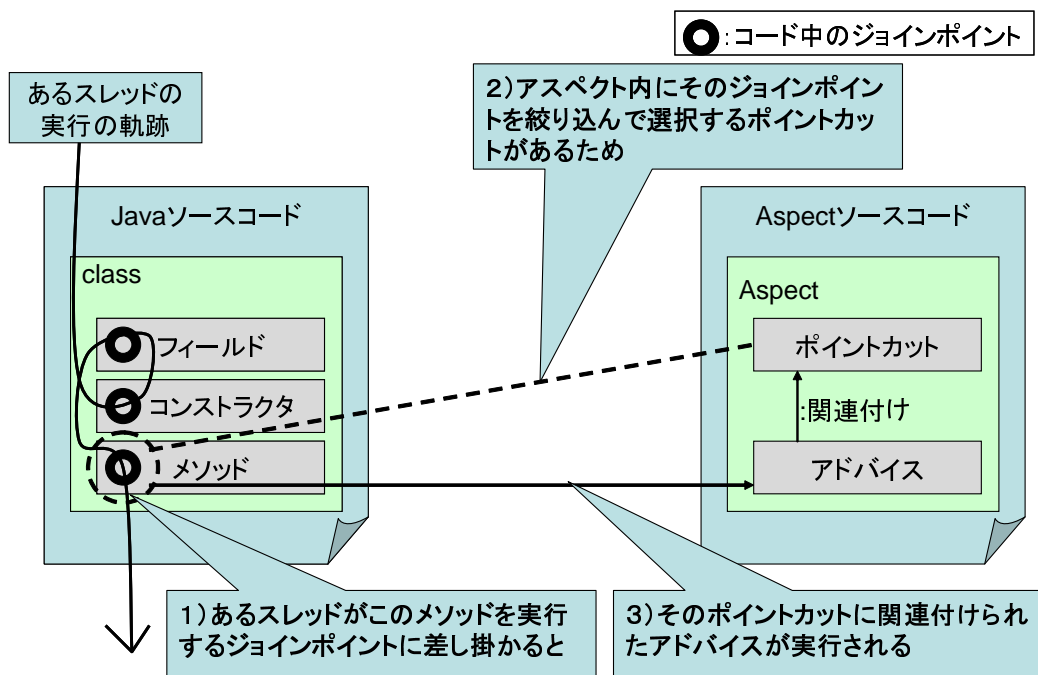 ：コード中のジョインポイント
あるスレッドの
実行の軌跡
２）アスペクト内にそのジョインポイン
トを絞り込んで選択するポイントカッ
トがあるため
Javaソースコード
class
フィールド
コンストラクタ
メソッド
Aspectソースコード
Aspect
ポイントカット
:関連付け
アドバイス
１）あるスレッドがこのメソッドを実行
するジョインポイントに差し掛かると
３）そのポイントカットに関連付けられ
たアドバイスが実行される